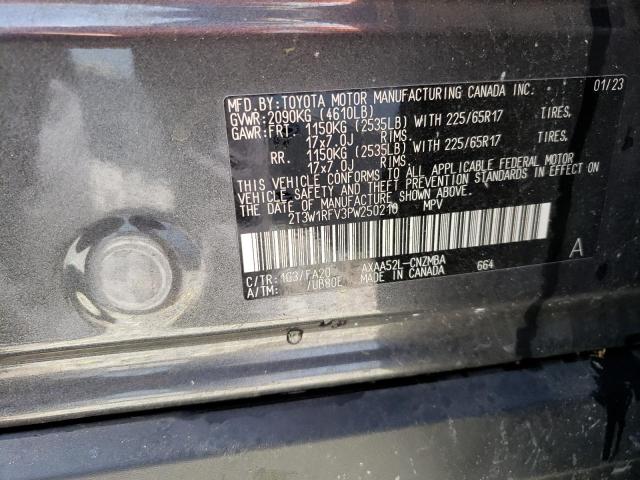 MFD.BY:TOYOTA MOTOR MANUFACTURING CANADA INC. 01/23
GVWR:2090KG (4610LB)
GAWR:FRT. 1150KG (2535LB) WITH 225/65R17 TIRES,
17x7.0J RIMS.
RR. 1150KG (2535LB) WITH 225/65R17 TIRES,
17x7.0J RIMS.
THIS VEHICLE CONFORMS TO ALL APPLICABLE FEDERAL MOTOR
VEHICLE SAFETY AND THEFT PREVENTION STANDARDS IN EFFECT ON
THE DATE OF MANUFACTURE SHOWN ABOVE.
2T3W1RFV3PW250210 MPV
A
C/TR: 1G3/FA20 AXAA52L-CNZMBA 664
A/TM: /UB80E MADE IN CANADA